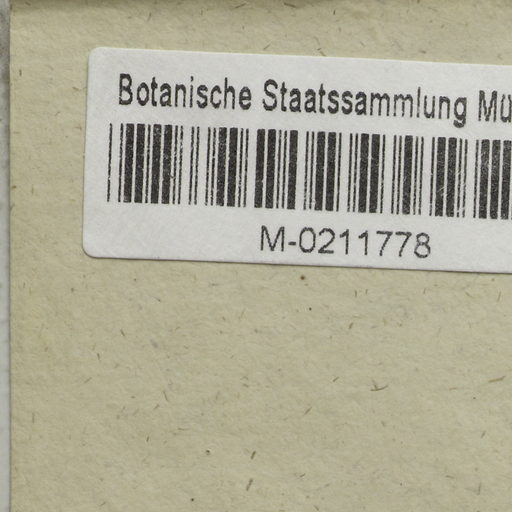 Botanische Staatssammlung Mü
M-0211778